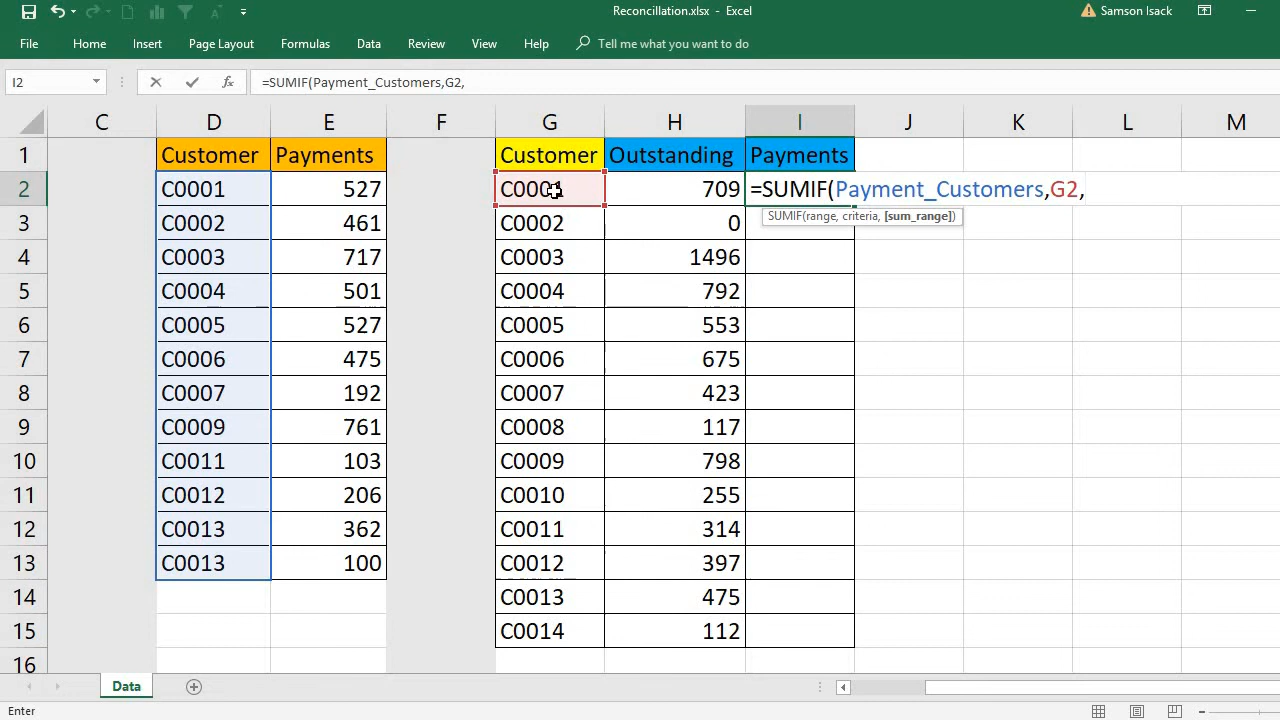 Reconcillation.xlsx - Excel
Samson Isack
File Home Insert Page Layout Formulas Data Review View Help Tell me what you want to do
I2 fx =SUMIF(Payment_Customers,G2,
C D E F G H I J K L M
1 Customer Payments Customer Outstanding Payments
2 C0001 527 C0001 709 =SUMIF(Payment_Customers,G2,
SUMIF(range, criteria, [sum_range])
3 C0002 461 C0002 0
4 C0003 717 C0003 1496
5 C0004 501 C0004 792
6 C0005 527 C0005 553
7 C0006 475 C0006 675
8 C0007 192 C0007 423
9 C0009 761 C0008 117
10 C0011 103 C0009 798
11 C0012 206 C0010 255
12 C0013 362 C0011 314
13 C0013 100 C0012 397
14 C0013 475
15 C0014 112
16
Data
Enter